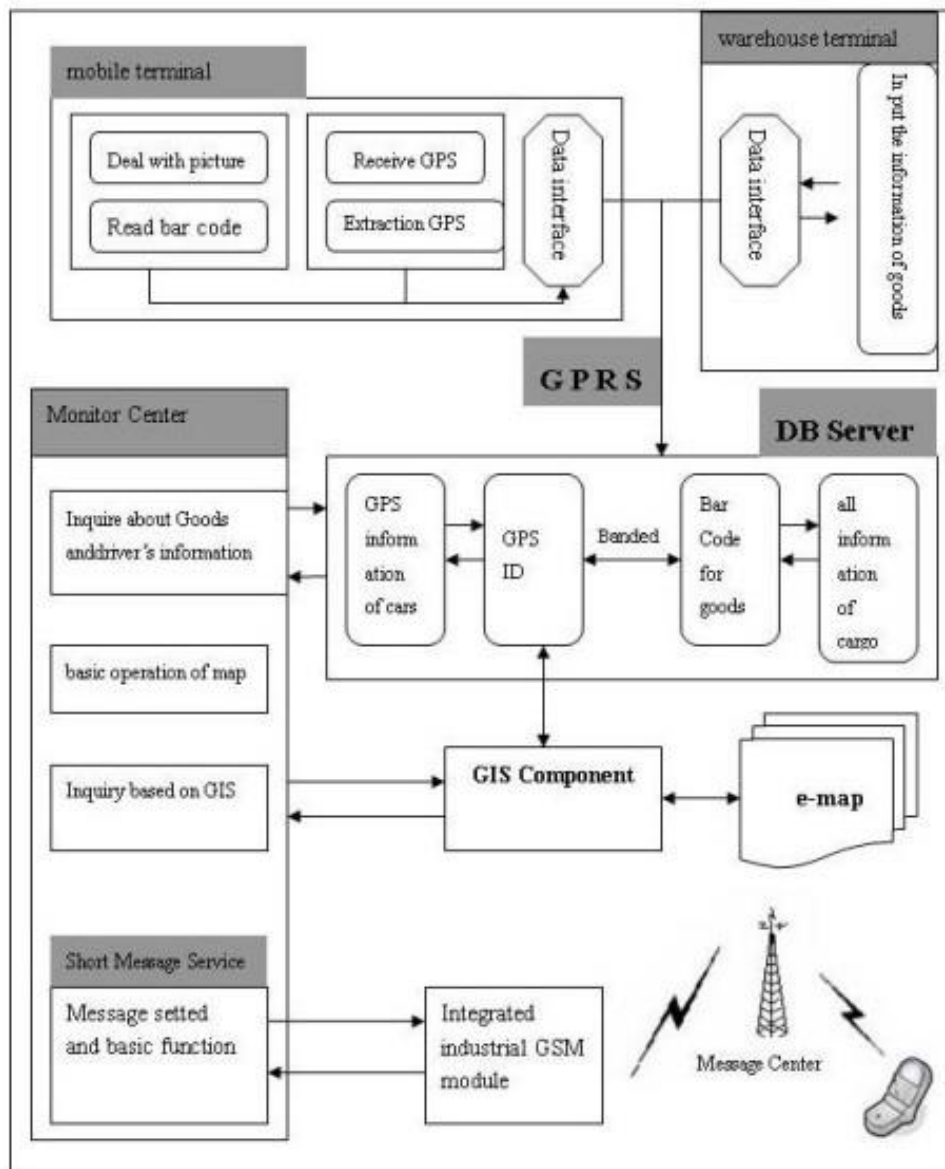 mobile terminal
Deal with picture
Read bar code
Receive GPS
Extraction GPS
Data interface
warehouse terminal
Data interface
In put the information of goods
G P R S
Monitor Center
Inquire about Goods
anddriver's information
basic operation of map
Inquiry based on GIS
Short Message Service
Message setted
and basic function
DB Server
GPS
inform
ation
of cars
GPS
ID
Banded
Bar
Code
for
goods
all
inform
ation
of
cargo
GIS Component
e-map
Integrated
industrial GSM
module
Message Center